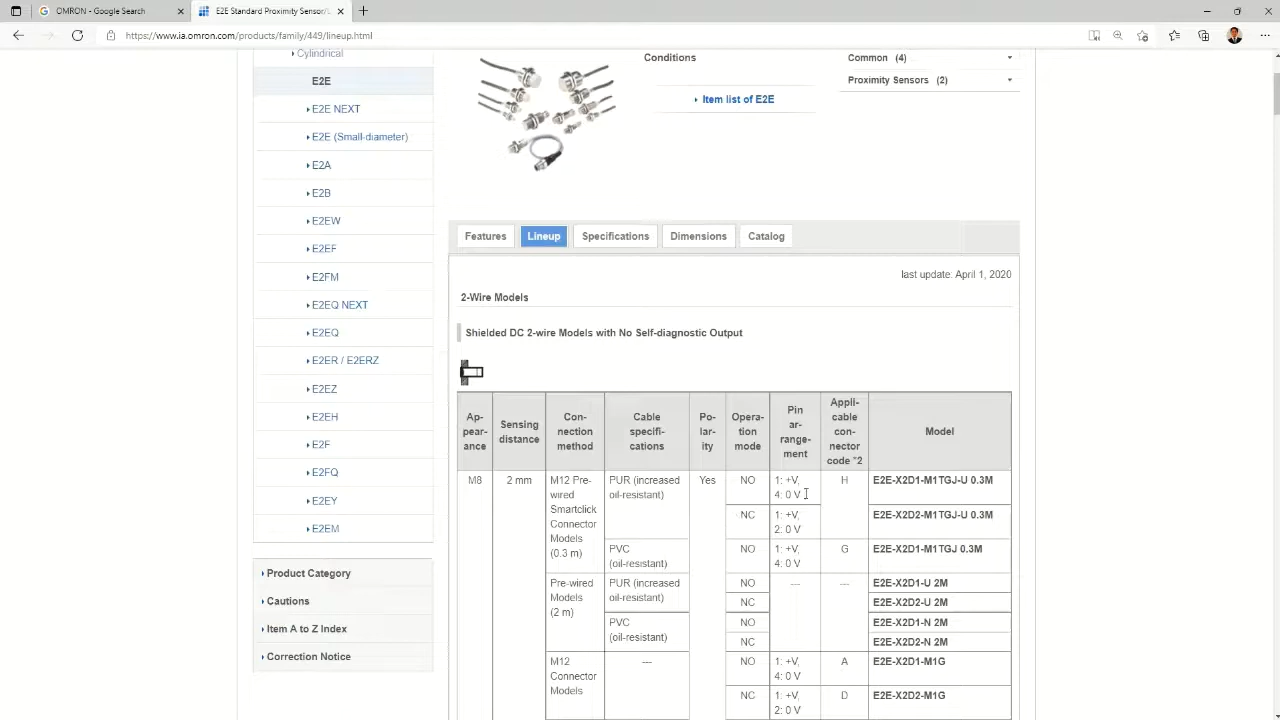 OMRON - Google Search
E2E Standard Proximity Sensor/L
https://www.ia.omron.com/products/family/449/lineup.html
Cylindrical
E2E
E2E NEXT
E2E (Small-diameter)
E2A
E2B
E2EW
E2EF
E2FM
E2EQ NEXT
E2EQ
E2ER / E2ERZ
E2EZ
E2EH
E2F
E2FQ
E2EY
E2EM
Product Category
Cautions
Item A to Z Index
Correction Notice
Conditions
Item list of E2E
Common (4)
Proximity Sensors (2)
Features
Lineup
Specifications
Dimensions
Catalog
last update: April 1, 2020
2-Wire Models
Shielded DC 2-wire Models with No Self-diagnostic Output
Ap-
pear-
ance
Sensing
distance
Con-
nection
method
Cable
specifi-
cations
Po-
lar-
ity
Opera-
tion
mode
Pin
ar-
range-
ment
Appli-
cable
con-
nector
code *2
Model
M8
2 mm
M12 Pre-
wired
Smartclick
Connector
Models
(0.3 m)
PUR (increased
oil-resistant)
Yes
NO
1: +V,
4: 0 V
H
E2E-X2D1-M1TGJ-U 0.3M
NC
1: +V,
2: 0 V
E2E-X2D2-M1TGJ-U 0.3M
PVC
(oil-resistant)
NO
1: +V,
4: 0 V
G
E2E-X2D1-M1TGJ 0.3M
Pre-wired
Models
(2 m)
PUR (increased
oil-resistant)
NO
---
---
E2E-X2D1-U 2M
NC
E2E-X2D2-U 2M
PVC
(oil-resistant)
NO
E2E-X2D1-N 2M
NC
E2E-X2D2-N 2M
M12
Connector
Models
---
NO
1: +V,
4: 0 V
A
E2E-X2D1-M1G
NC
1: +V,
2: 0 V
D
E2E-X2D2-M1G